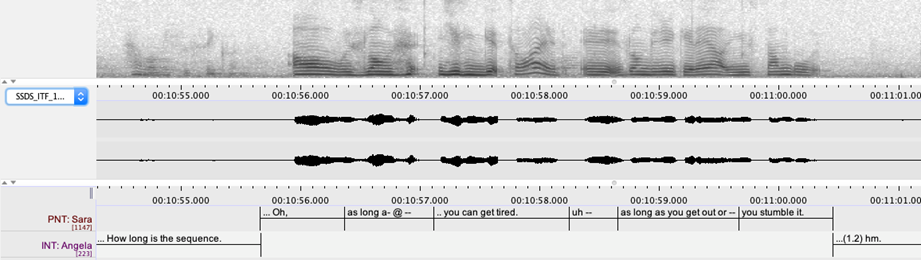 SSDS_ITF_1...
00:10:55.000 00:10:56.000 00:10:57.000 00:10:58.000 00:10:59.000 00:11:00.000 00:11:01.0
00:10:55.000 00:10:56.000 00:10:57.000 00:10:58.000 00:10:59.000 00:11:00.000 00:11:01.0
PNT: Sara
[1147]
... Oh, as long a- @ -- .. you can get tired. uh -- as long as you get out or -- you stumble it.
INT: Angela
[223]
... How long is the sequence. ...(1.2) hm.